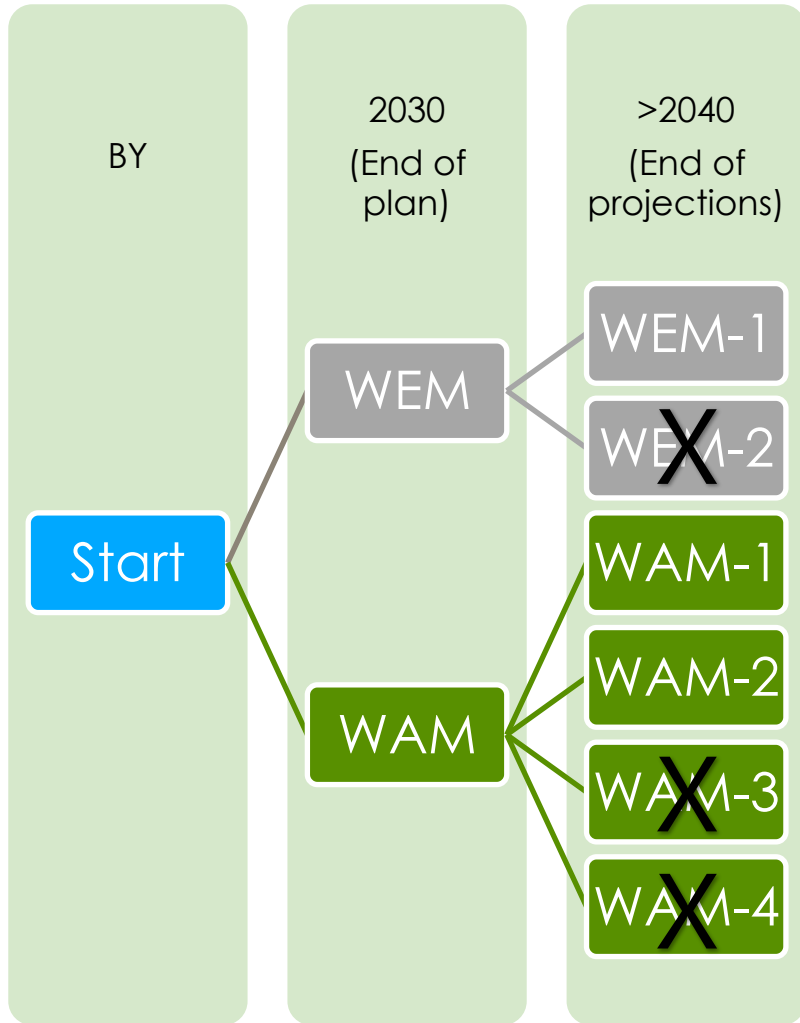 BY
2030
(End of
plan)
>2040
(End of
projections)
Start
WEM
WAM
WEM-1
WEM-2
X
WAM-1
WAM-2
WAM-3
X
WAM-4
X